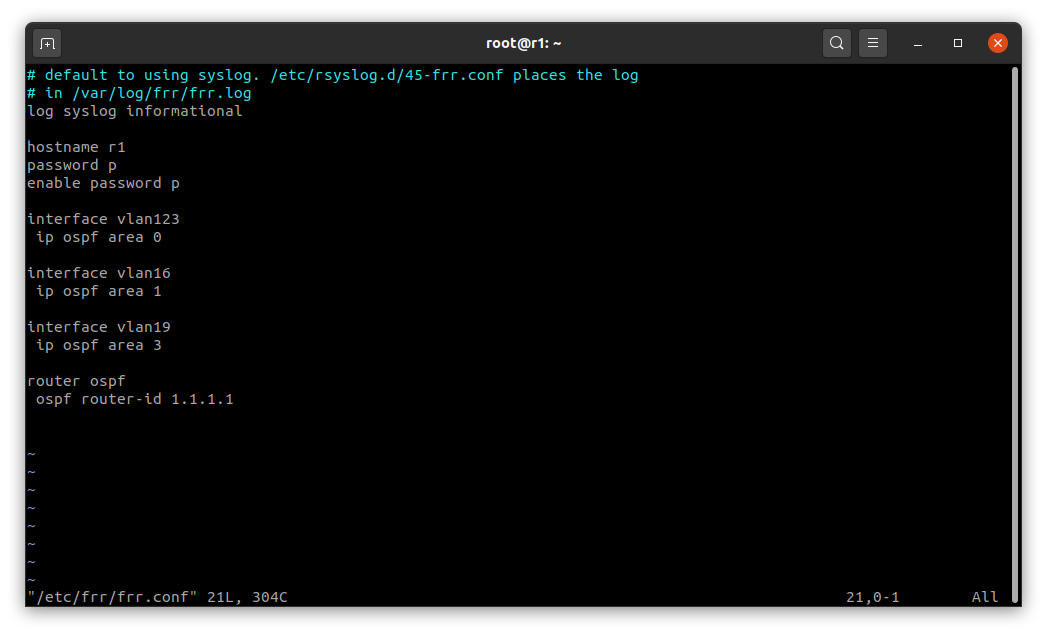 root@r1: ~
# default to using syslog. /etc/rsyslog.d/45-frr.conf places the log
# in /var/log/frr/frr.log
log syslog informational
hostname r1
password p
enable password p
interface vlan123
 ip ospf area 0
interface vlan16
 ip ospf area 1
interface vlan19
 ip ospf area 3
router ospf
 ospf router-id 1.1.1.1
~
~
~
~
~
~
~
~
"/etc/frr/frr.conf" 21L, 304C 21,0-1 All